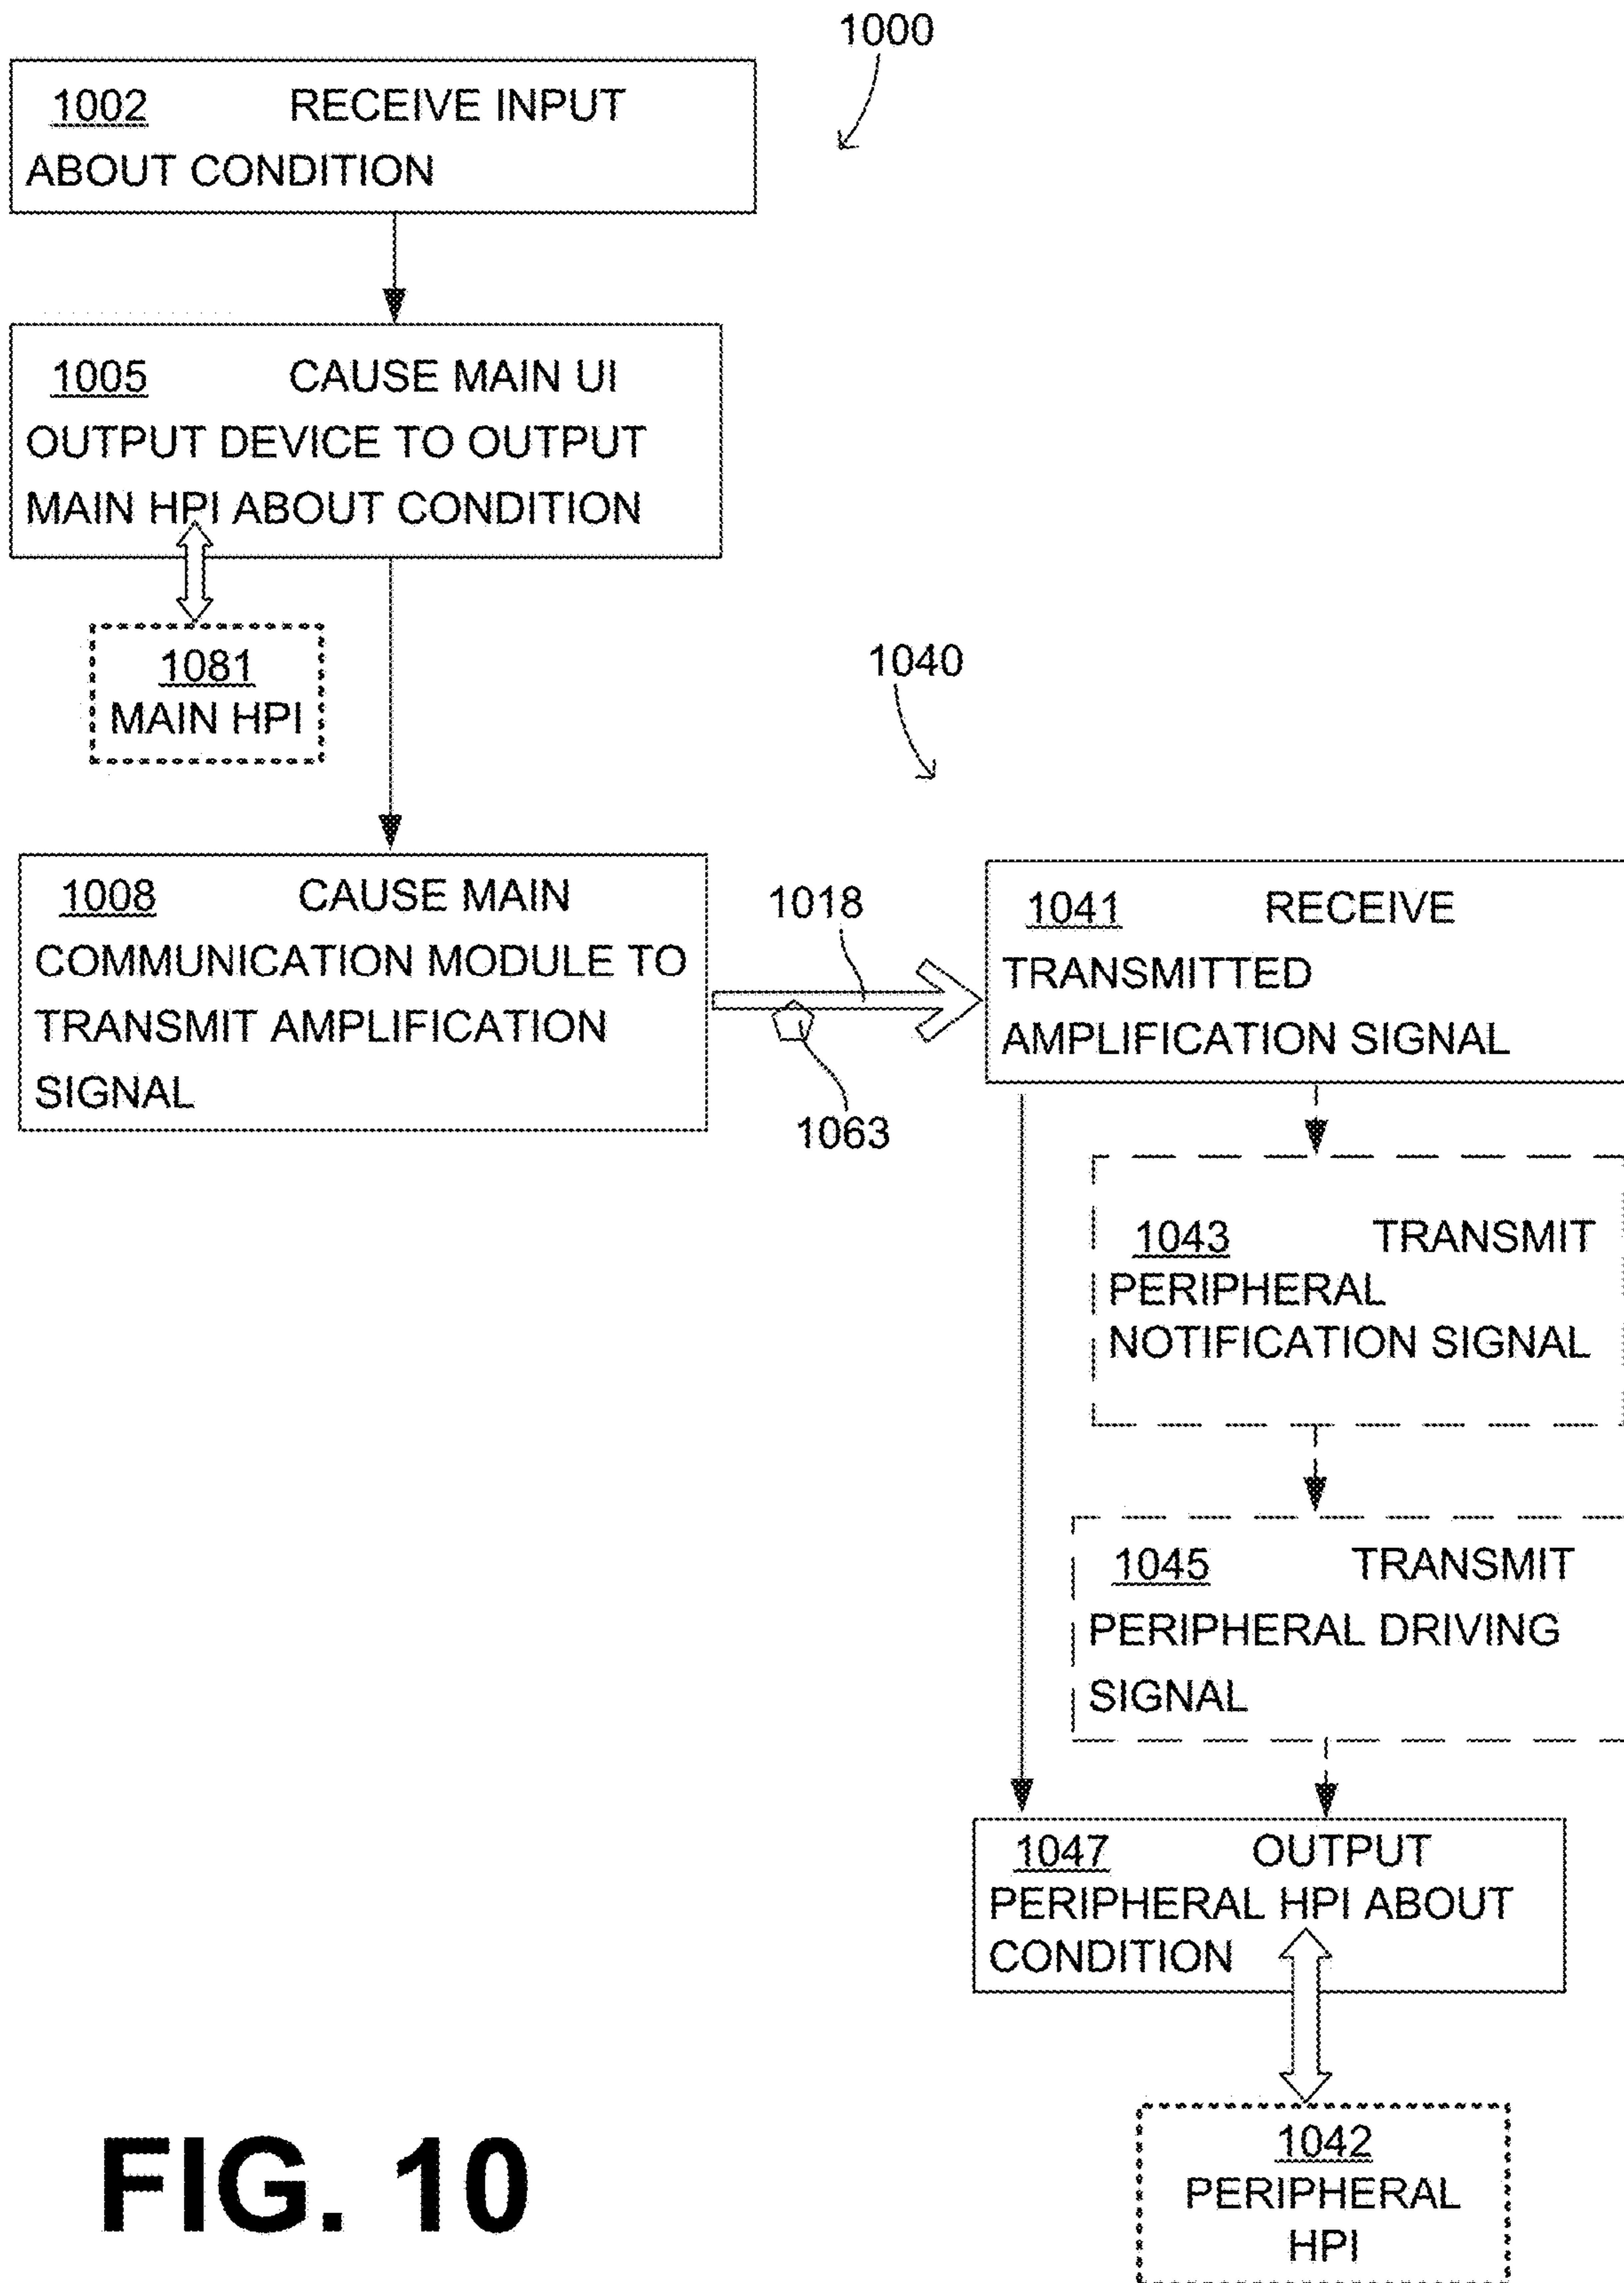 1000
1002 RECEIVE INPUT
ABOUT CONDITION
1005 CAUSE MAIN UI
OUTPUT DEVICE TO OUTPUT
MAIN HPI ABOUT CONDITION
1081
MAIN HPI
1040
1008 CAUSE MAIN
COMMUNICATION MODULE TO
TRANSMIT AMPLIFICATION
SIGNAL
1018
1063
1041 RECEIVE
TRANSMITTED
AMPLIFICATION SIGNAL
1043 TRANSMIT
PERIPHERAL
NOTIFICATION SIGNAL
1045 TRANSMIT
PERIPHERAL DRIVING
SIGNAL
1047 OUTPUT
PERIPHERAL HPI ABOUT
CONDITION
1042
PERIPHERAL
HPI
FIG. 10